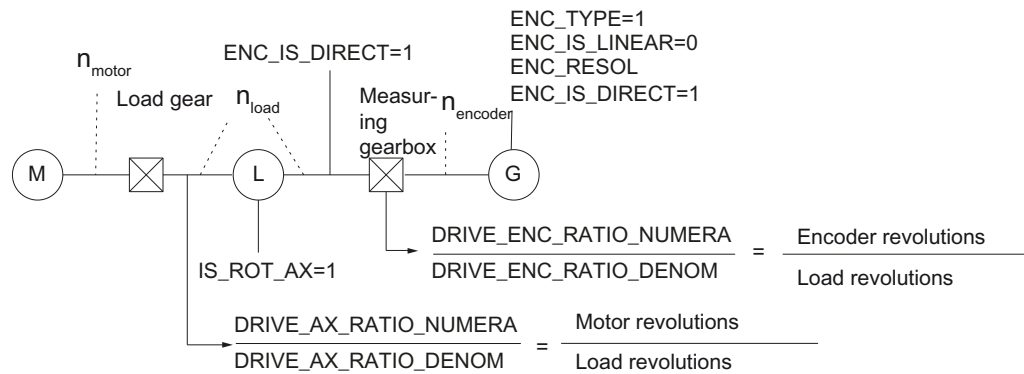 ENC_TYPE=1
ENC_IS_LINEAR=0
ENC_RESOL
ENC_IS_DIRECT=1
ENC_IS_DIRECT=1
n motor
Load gear
n load
Measur-
ing
gearbox
n encoder
M
L
G
IS_ROT_AX=1
DRIVE_ENC_RATIO_NUMERA
DRIVE_ENC_RATIO_DENOM
=
Encoder revolutions
Load revolutions
DRIVE_AX_RATIO_NUMERA
DRIVE_AX_RATIO_DENOM
=
Motor revolutions
Load revolutions